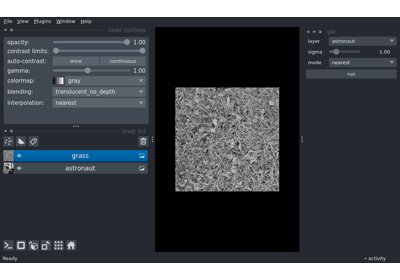 File View Plugins Window Help
layer controls
opacity: 1.00
contrast limits:
auto-contrast: once continuous
gamma: 1.00
colormap: gray
blending: translucent_no_depth
interpolation: nearest
layer list
grass
astronaut
layer astronaut
sigma 1.00
mode nearest
run
Ready
activity